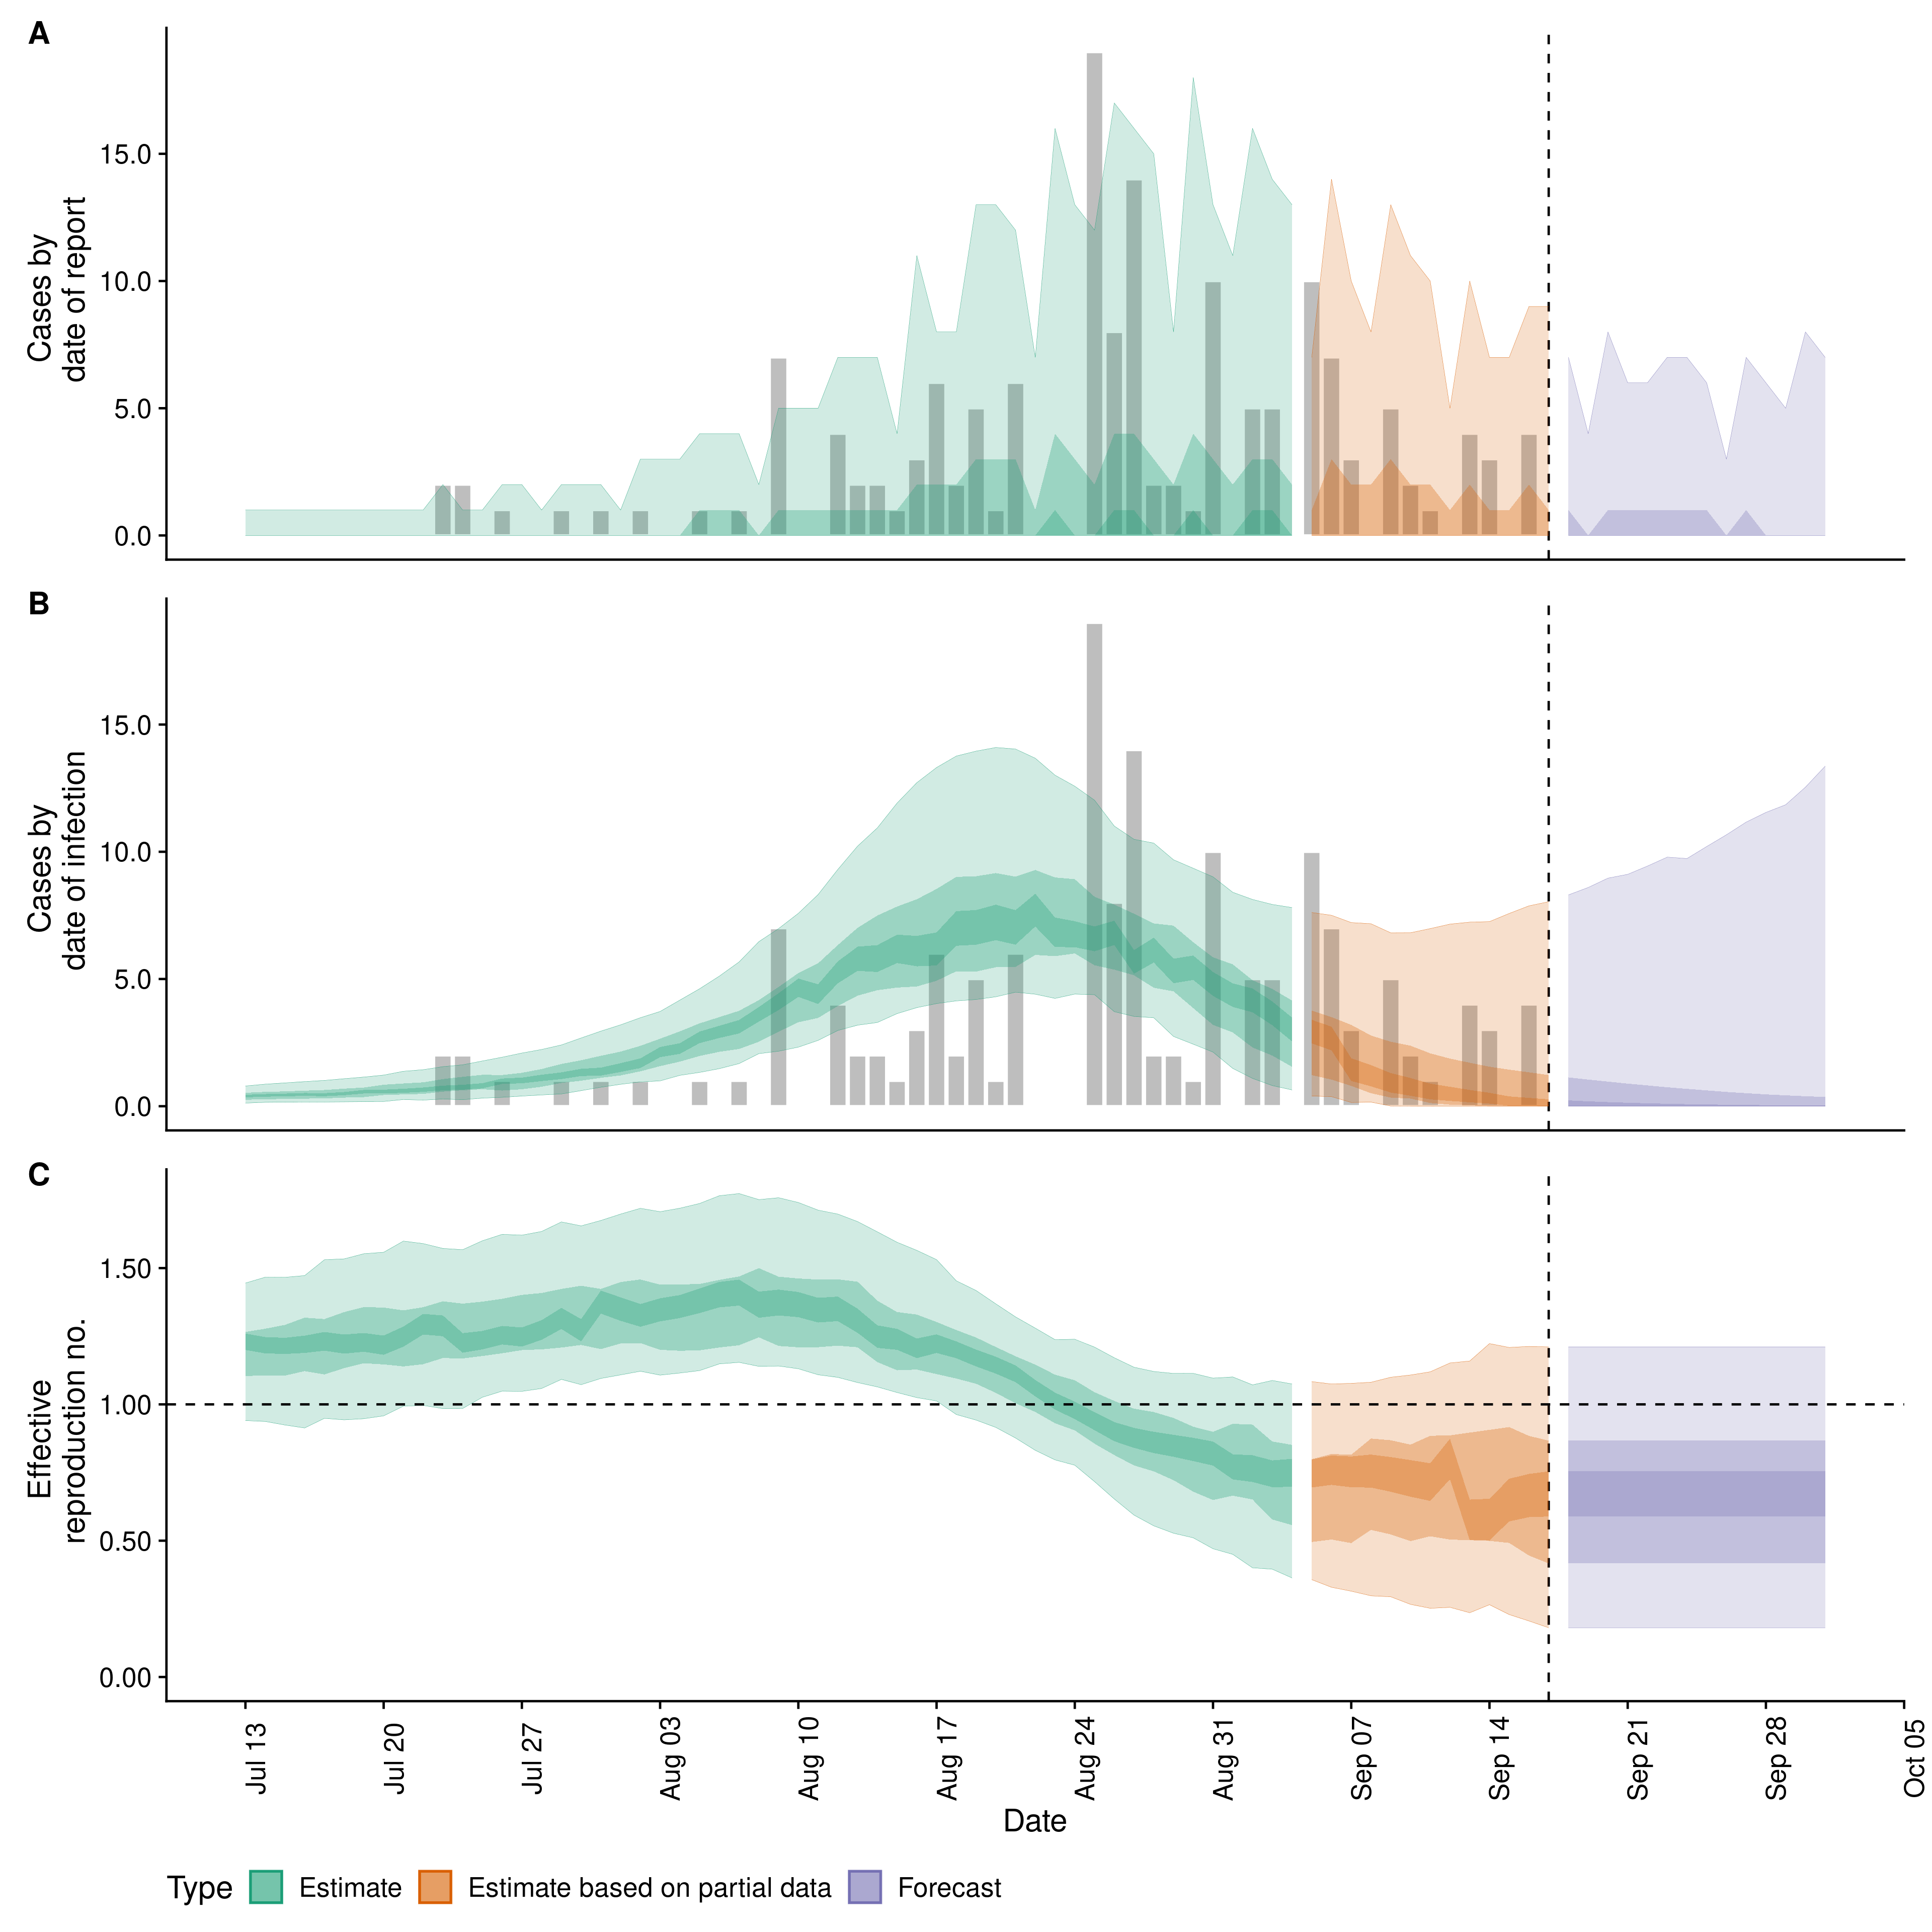 A
Cases by
date of report
15.0
10.0
5.0
0.0
B
Cases by
date of infection
15.0
10.0
5.0
0.0
C
Effective
reproduction no.
1.50
1.00
0.50
0.00
Jul 13
Jul 20
Jul 27
Aug 03
Aug 10
Aug 17
Aug 24
Aug 31
Sep 07
Sep 14
Sep 21
Sep 28
Oct 05
Date
Type Estimate Estimate based on partial data Forecast